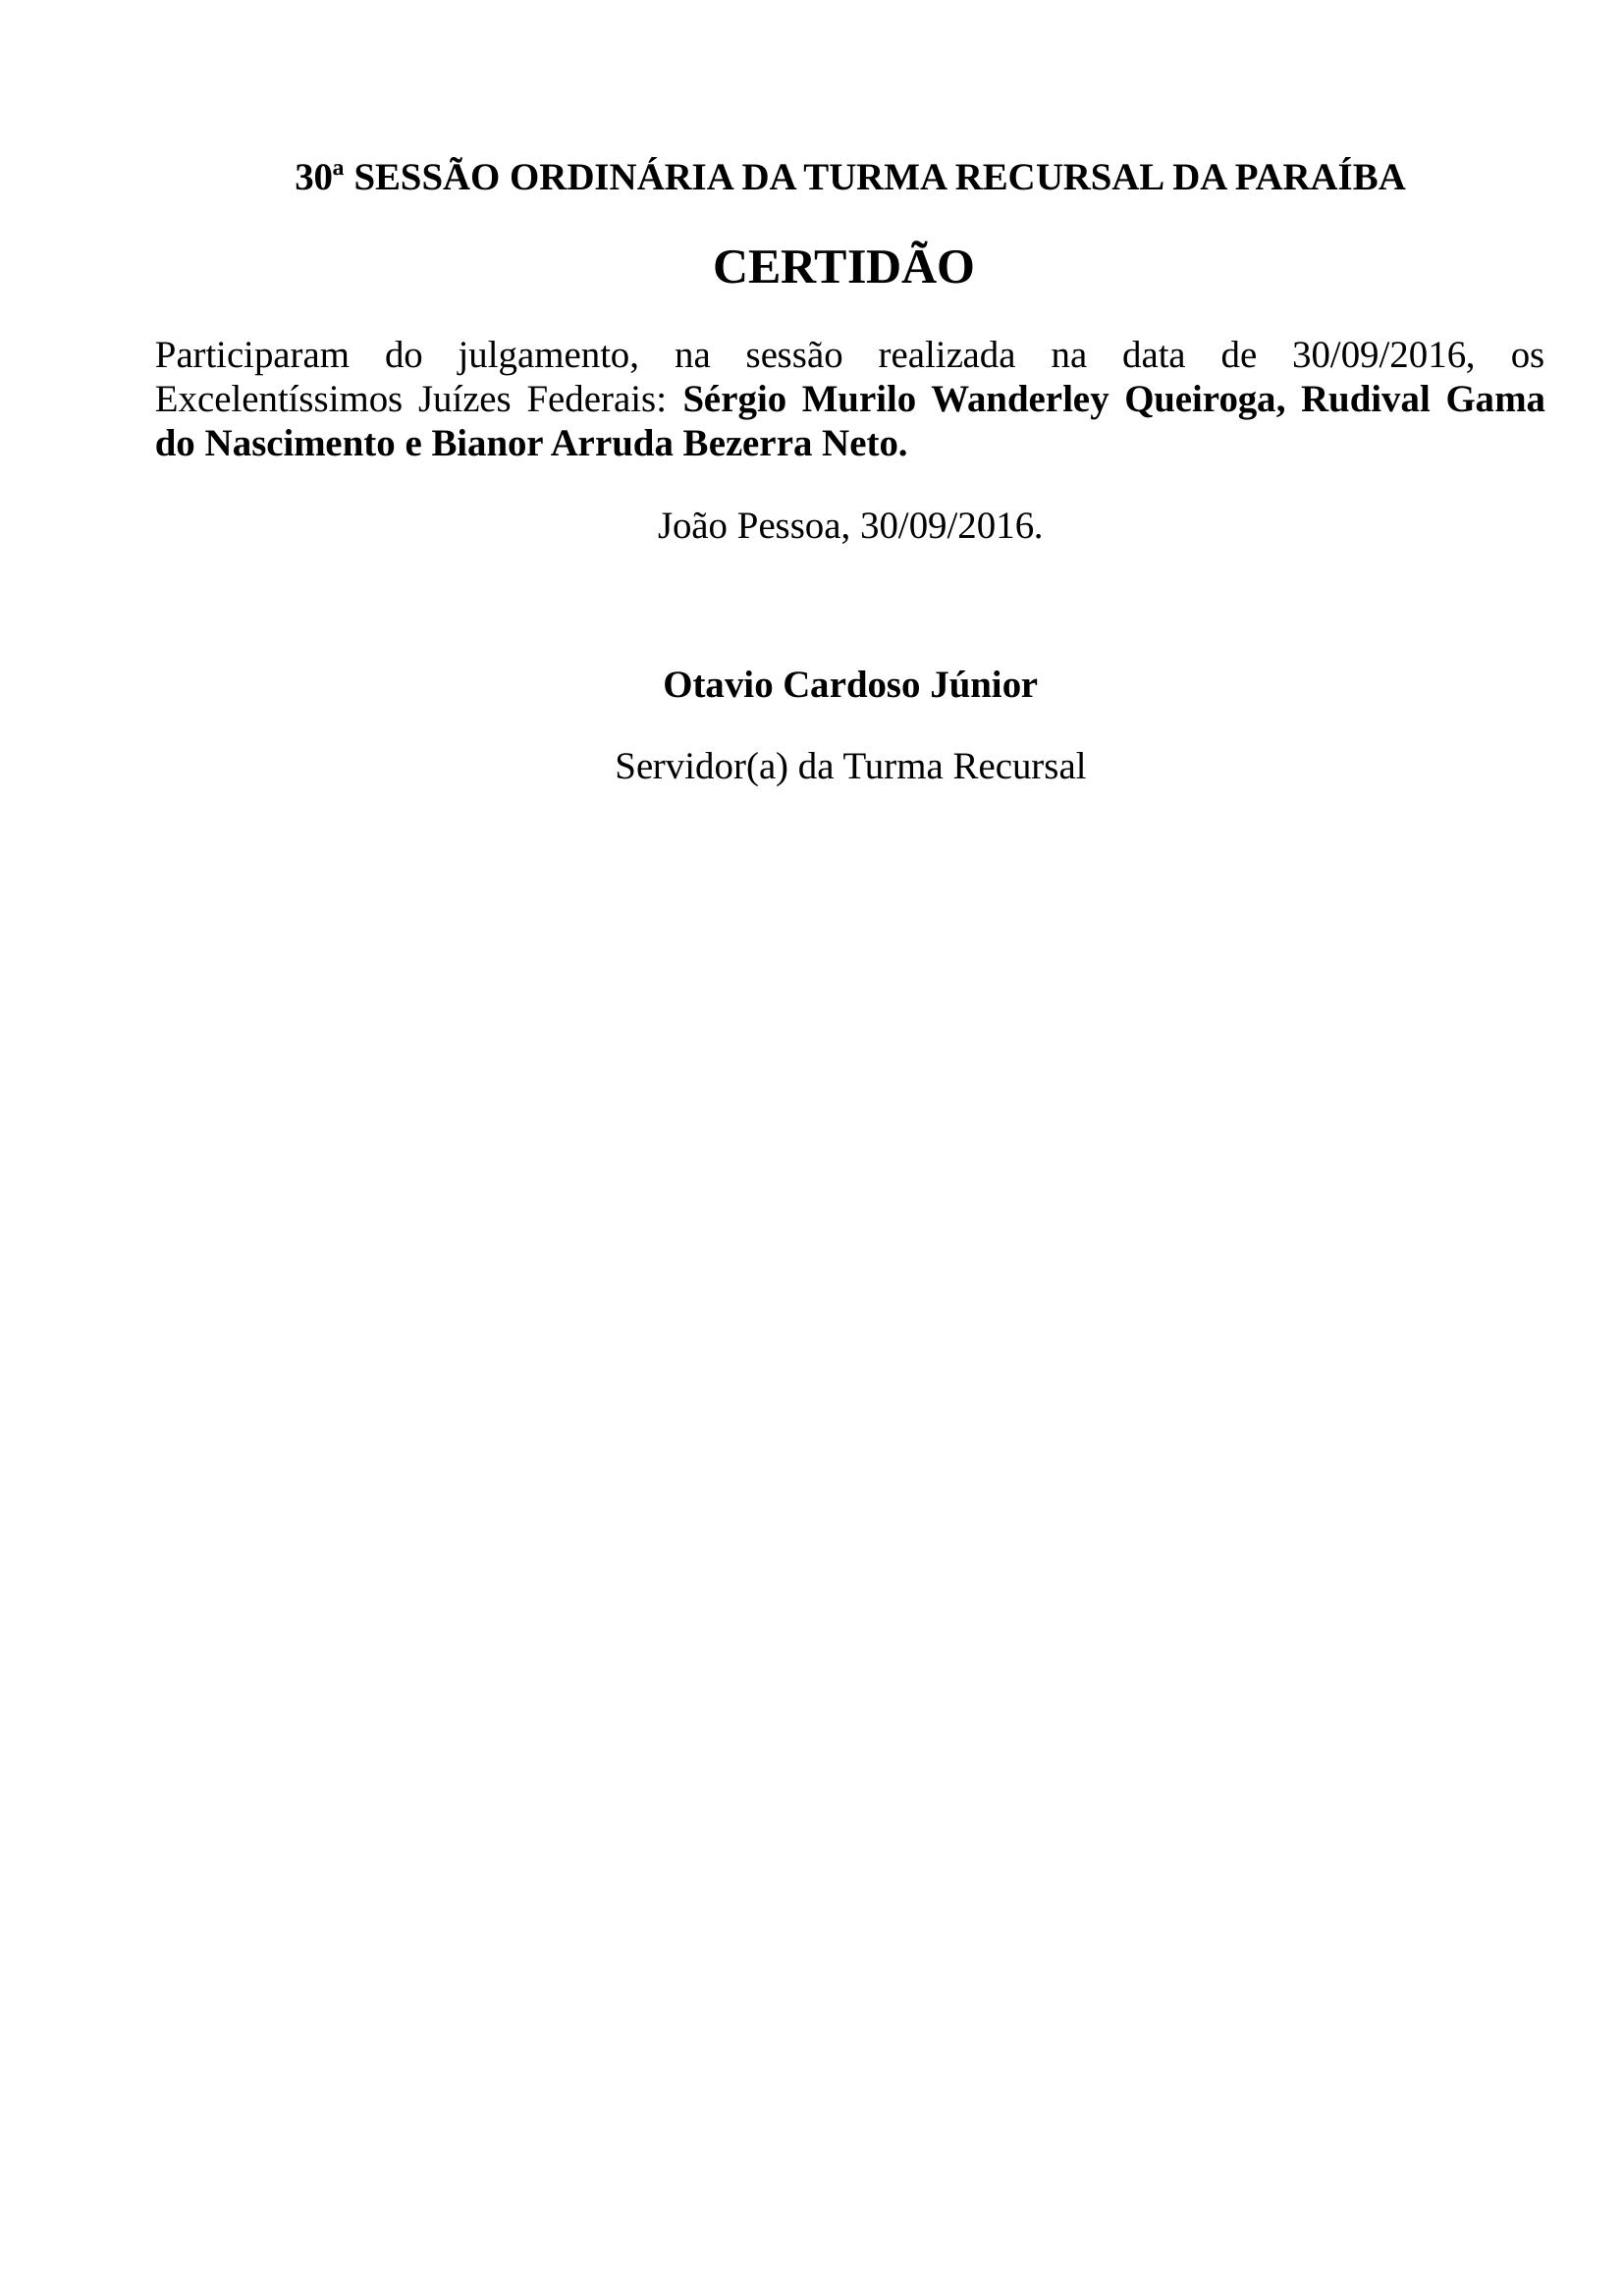 30ª SESSÃO ORDINÁRIA DA TURMA RECURSAL DA PARAÍBA
CERTIDÃO
Participaram do julgamento, na sessão realizada na data de 30/09/2016, os
Excelentíssimos Juízes Federais: Sérgio Murilo Wanderley Queiroga, Rudival Gama
do Nascimento e Bianor Arruda Bezerra Neto.
João Pessoa, 30/09/2016.
Otavio Cardoso Júnior
Servidor(a) da Turma Recursal